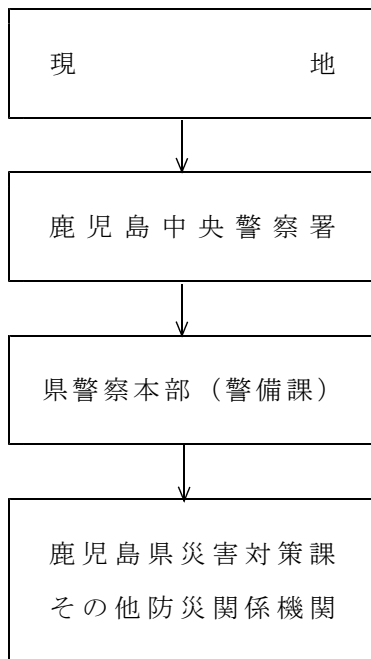 現地
鹿児島中央警察署
県警察本部（警備課）
鹿児島県災害対策課
その他防災関係機関